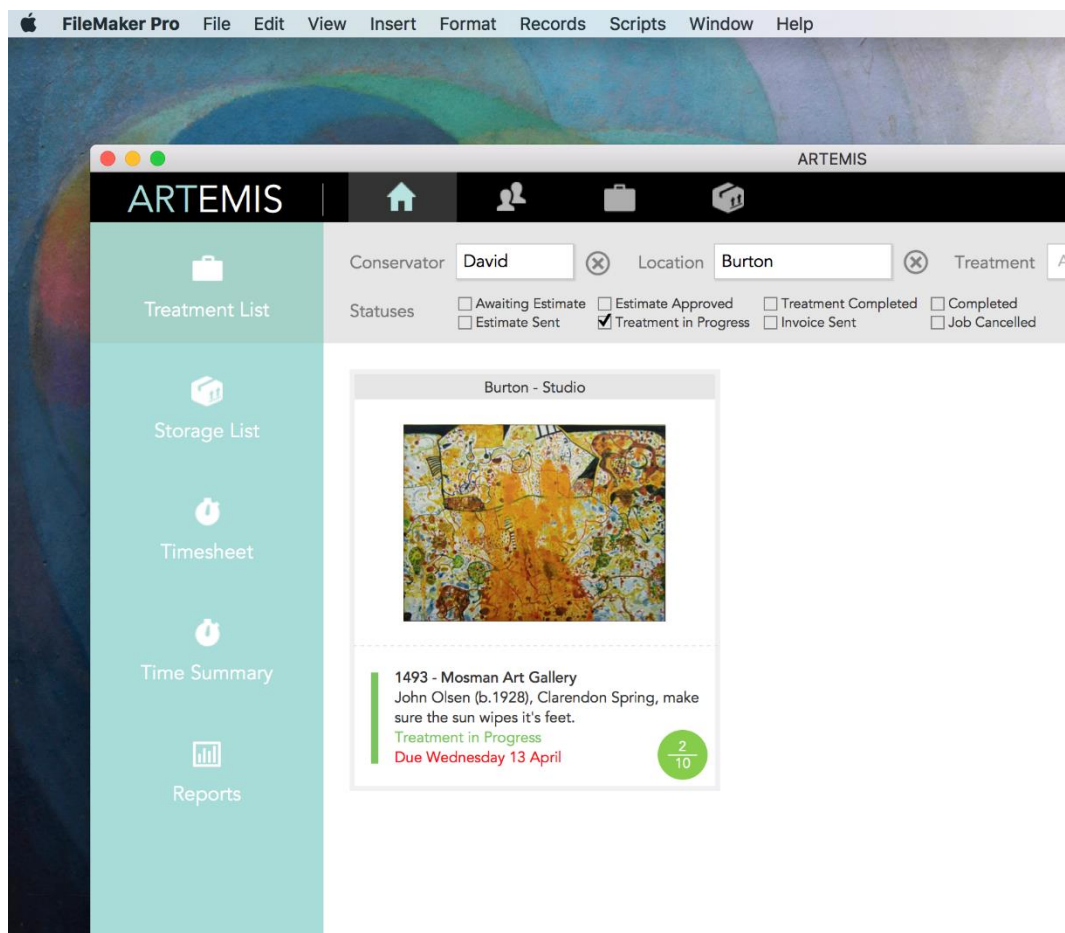 FileMaker Pro File Edit View Insert Format Records Scripts Window Help
ARTEMIS
ARTEMIS
Treatment List
Storage List
Timesheet
Time Summary
Reports
Conservator David Location Burton Treatment
Statuses
Awaiting Estimate Estimate Approved Treatment Completed Completed
Estimate Sent Treatment in Progress Invoice Sent Job Cancelled
Burton - Studio
1493 - Mosman Art Gallery
John Olsen (b.1928), Clarendon Spring, make
sure the sun wipes it's feet.
Treatment in Progress
Due Wednesday 13 April
2
10